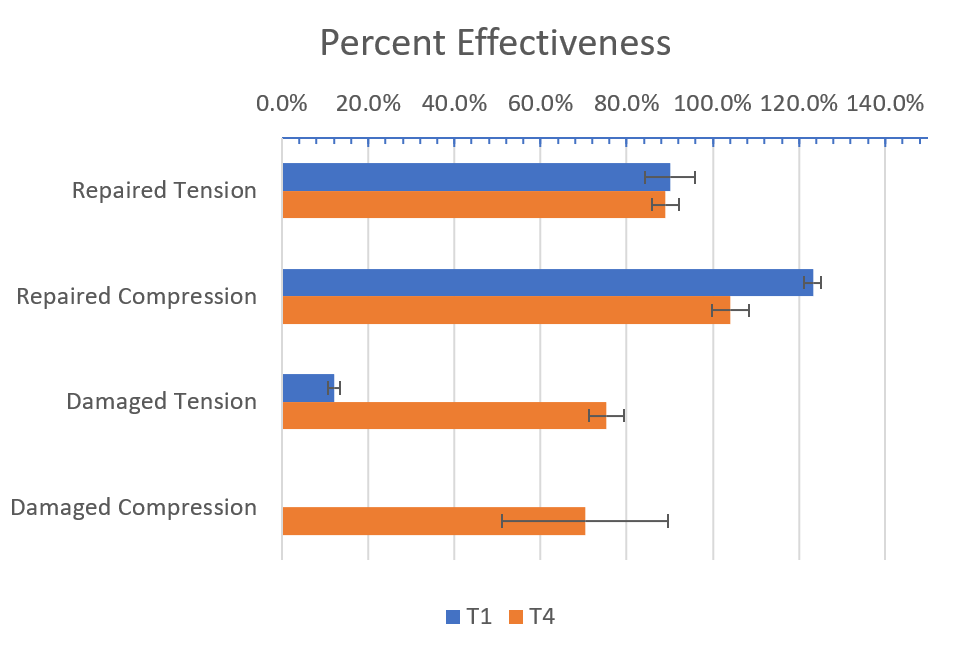 Percent Effectiveness
0.0% 20.0% 40.0% 60.0% 80.0% 100.0% 120.0% 140.0%
Repaired Tension
Repaired Compression
Damaged Tension
Damaged Compression
T1 T4